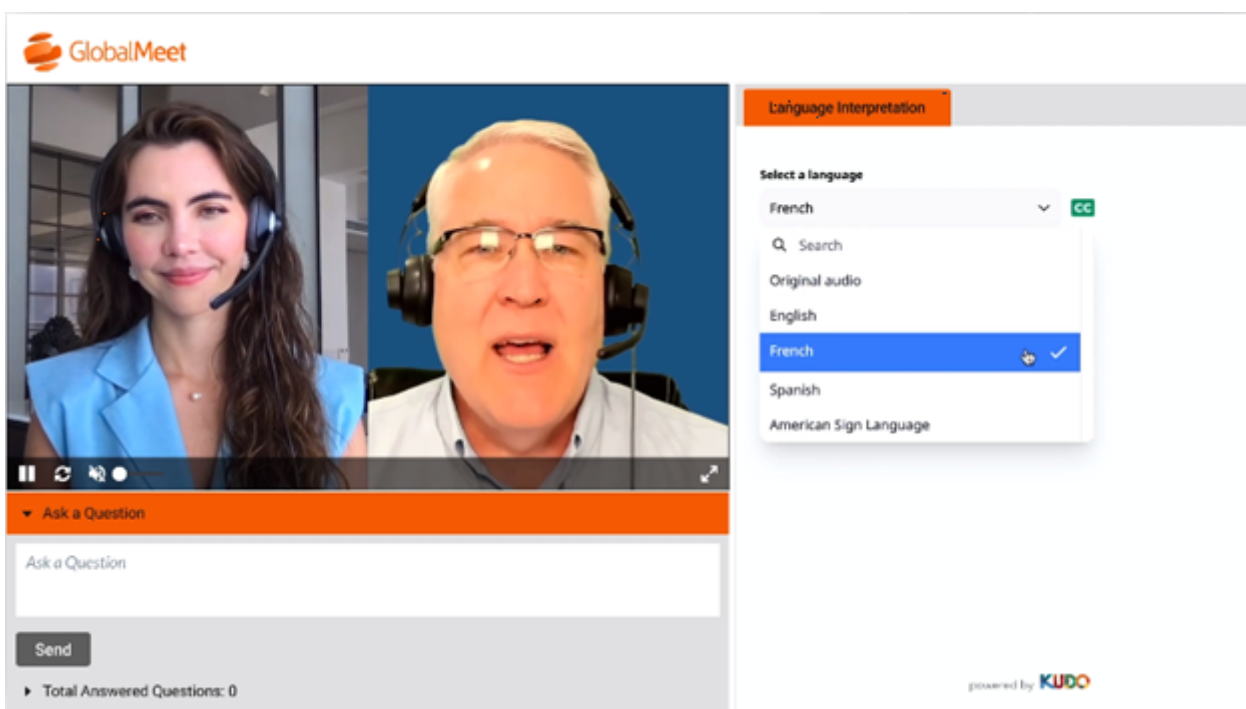 GlobalMeet
Language Interpretation
Select a language
French
CC
Search
Original audio
English
French
Spanish
American Sign Language
Ask a Question
Ask a Question
Send
Total Answered Questions: 0
powered by KUDO